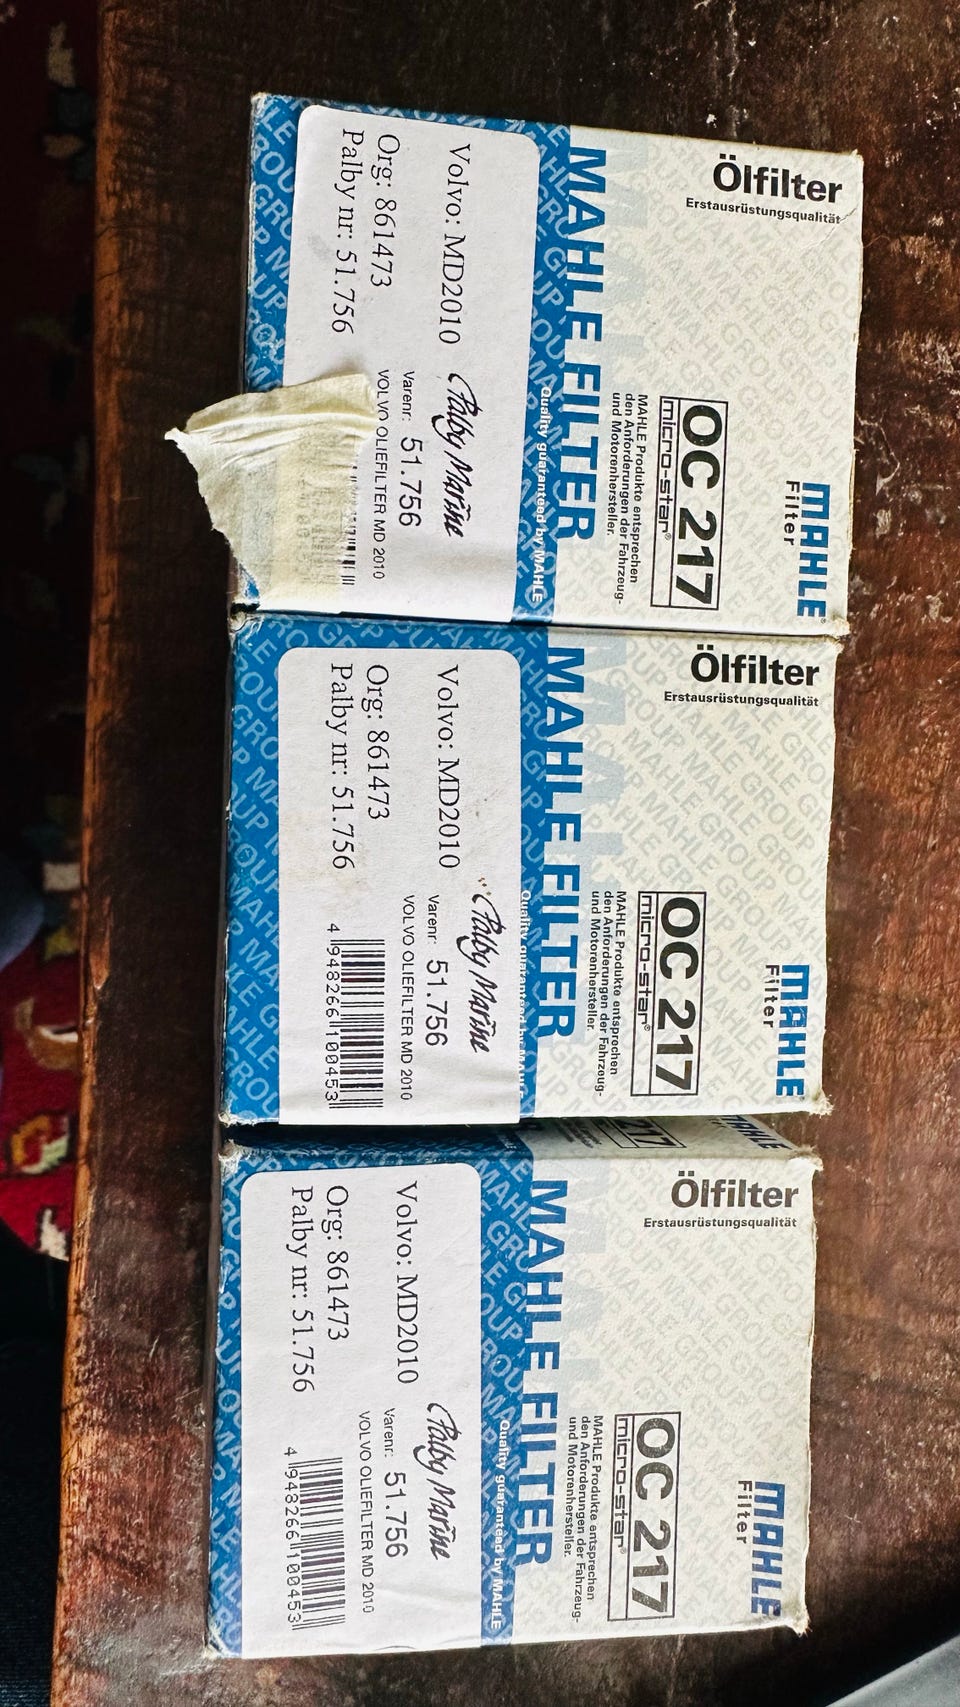 Ölfilter
Erstausrüstungsqualität
MAHLE
Filter
OC 217
micro-star®
MAHLE Produkte entsprechen
den Anforderungen der Fahrzeug-
und Motorenhersteller.
MAHLE FILTER
Quality guaranteed by MAHLE
Volvo: MD2010
Org: 861473
Palby nr: 51.756
Palby Marine
Varenr: 51.756
VOLVO OLIEFILTER MD 2010
Ölfilter
Erstausrüstungsqualität
MAHLE
Filter
OC 217
micro-star®
MAHLE Produkte entsprechen
den Anforderungen der Fahrzeug-
und Motorenhersteller.
MAHLE FILTER
Quality guaranteed by MAHLE
Volvo: MD2010
Org: 861473
Palby nr: 51.756
Palby Marine
Varenr: 51.756
VOLVO OLIEFILTER MD 2010
4 948266 100453
Ölfilter
Erstausrüstungsqualität
MAHLE
Filter
OC 217
micro-star®
MAHLE Produkte entsprechen
den Anforderungen der Fahrzeug-
und Motorenhersteller.
MAHLE FILTER
Quality guaranteed by MAHLE
Volvo: MD2010
Org: 861473
Palby nr: 51.756
Palby Marine
Varenr: 51.756
VOLVO OLIEFILTER MD 2010
4 948266 100453